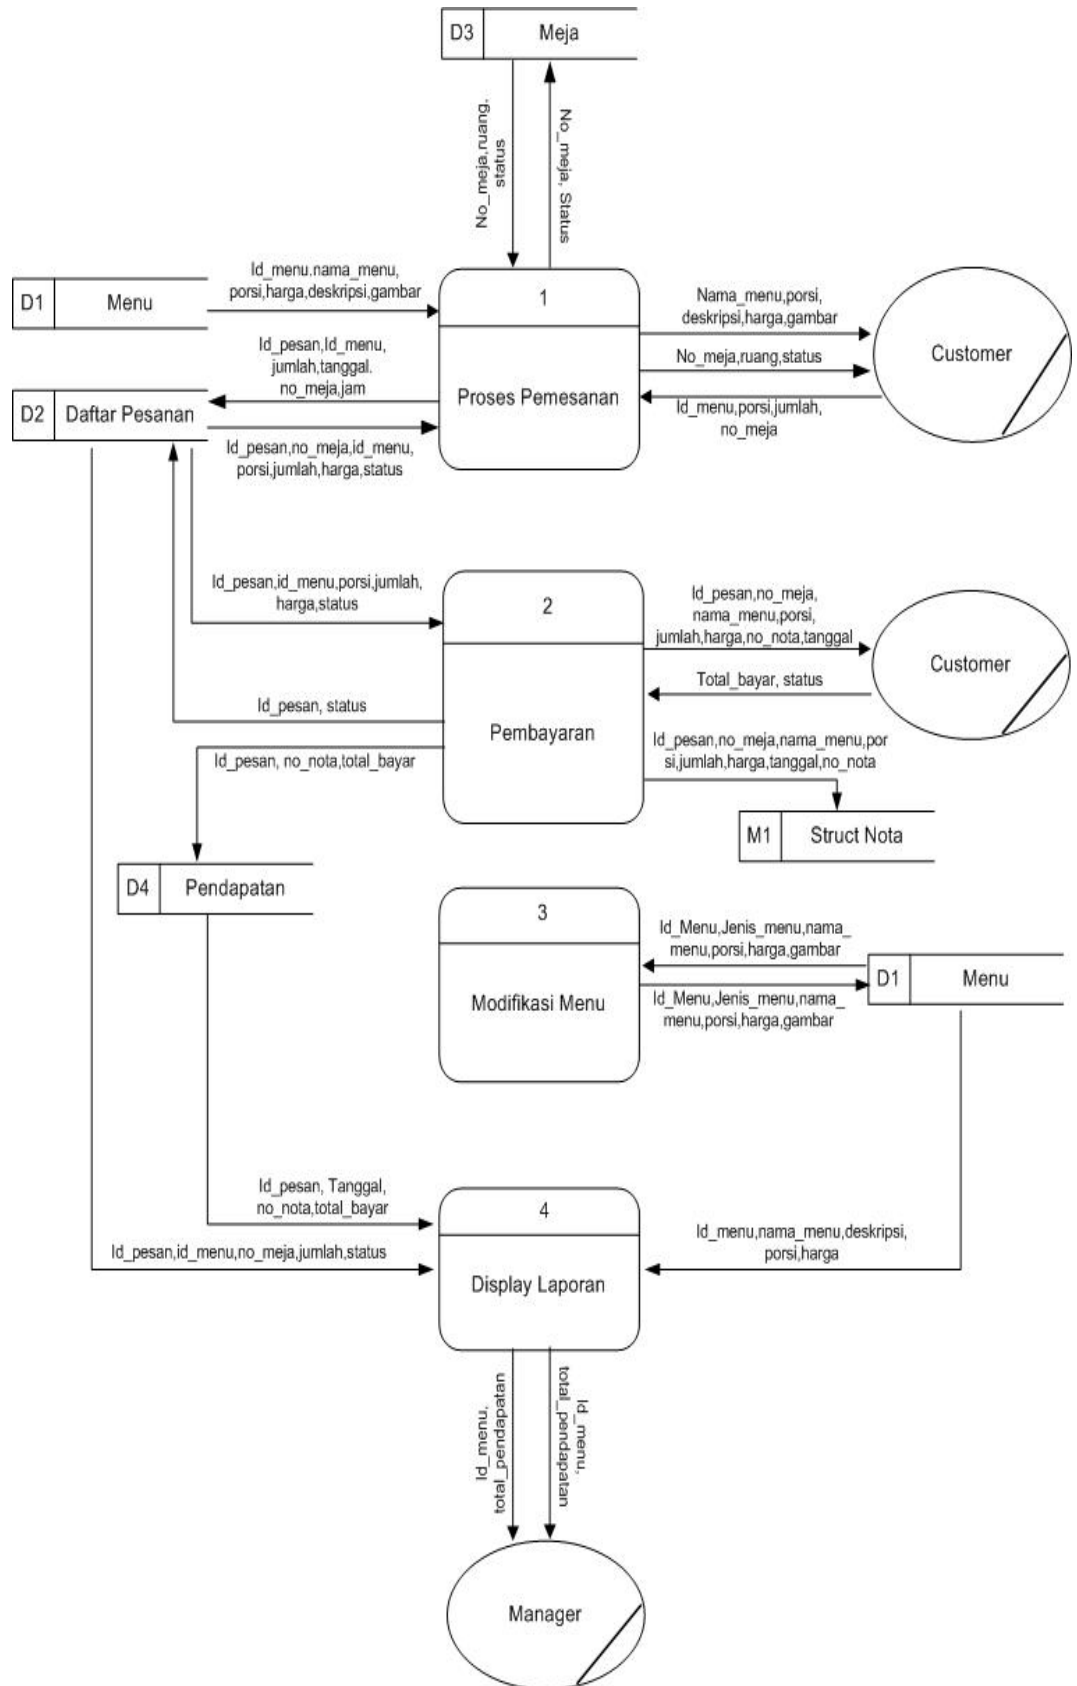 D3 Meja
No_meja,ruang.
status
No_meja, Status
Id_menu.nama_menu,
porsi,harga,deskripsi,gambar
D1 Menu
1
Proses Pemesanan
Nama_menu,porsi,
deskripsi,harga,gambar
No_meja,ruang,status
Id_menu,porsi,jumlah,
no_meja
Customer
Id_pesan,Id_menu,
jumlah,tanggal.
no_meja,jam
D2 Daftar Pesanan
Id_pesan,no_meja,id_menu,
porsi,jumlah,harga,status
Id_pesan,id_menu,porsi,jumlah,
harga,status
2
Pembayaran
Id_pesan,no_meja,
nama_menu,porsi,
jumlah,harga,no_nota,tanggal
Total_bayar, status
Customer
Id_pesan, status
Id_pesan, no_nota,total_bayar
Id_pesan,no_meja,nama_menu,por
si,jumlah,harga,tanggal,no_nota
M1 Struct Nota
D4 Pendapatan
3
Modifikasi Menu
Id_Menu,Jenis_menu,nama_
menu,porsi,harga,gambar
Id_Menu,Jenis_menu,nama_
menu,porsi,harga,gambar
D1 Menu
Id_pesan, Tanggal,
no_nota,total_bayar
Id_pesan,id_menu,no_meja,jumlah,status
4
Display Laporan
Id_menu,nama_menu,deskripsi,
porsi,harga
Id_menu,
total_pendapatan
Id_menu,
total_pendapatan
Manager